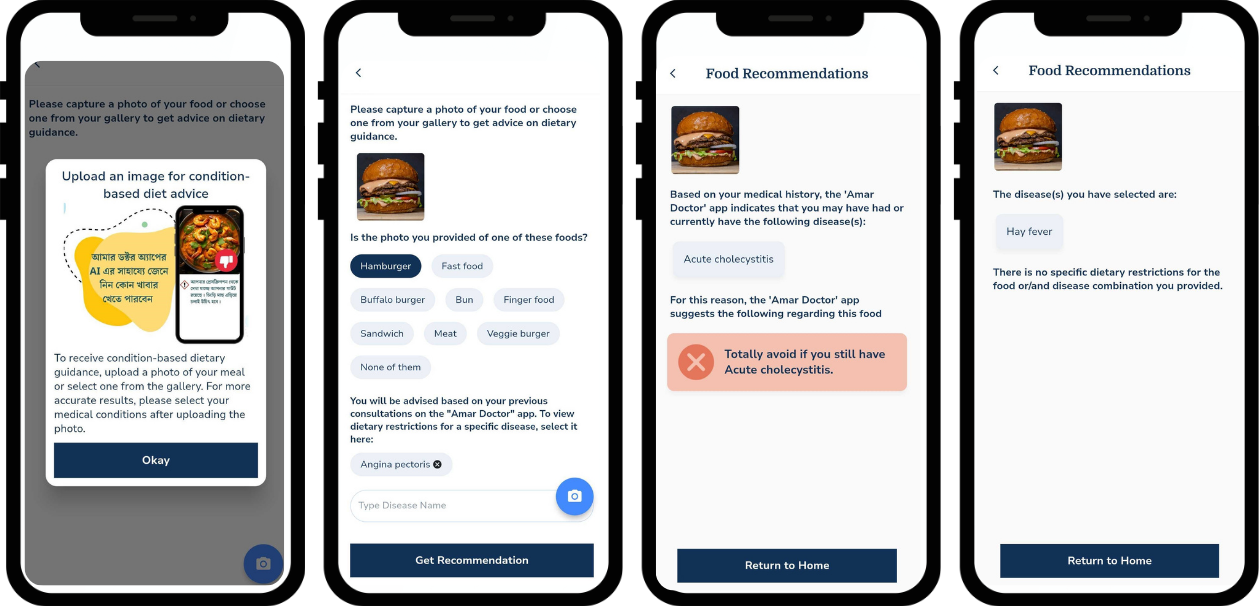 Please capture a photo of your food or choose
one from your gallery to get advice on dietary
guidance.
Upload an image for condition-
based diet advice
আমার ডক্টর অ্যাপের
AI এর সাহায্যে জেনে
নিন কোন খাবার
খেতে পারবেন
To receive condition-based dietary
guidance, upload a photo of your meal
or select one from the gallery. For more
accurate results, please select your
medical conditions after uploading the
photo.
Okay
Please capture a photo of your food or choose
one from your gallery to get advice on dietary
guidance.
Is the photo you provided of one of these foods?
Hamburger
Fast food
Buffalo burger
Bun
Finger food
Sandwich
Meat
Veggie burger
None of them
You will be advised based on your previous
consultations on the "Amar Doctor" app. To view
dietary restrictions for a specific disease, select it
here:
Angina pectoris
Type Disease Name
Get Recommendation
Food Recommendations
Based on your medical history, the 'Amar
Doctor' app indicates that you may have had or
currently have the following disease(s):
Acute cholecystitis
For this reason, the 'Amar Doctor' app
suggests the following regarding this food
Totally avoid if you still have
Acute cholecystitis.
Return to Home
Food Recommendations
The disease(s) you have selected are:
Hay fever
There is no specific dietary restrictions for the
food or/and disease combination you provided.
Return to Home